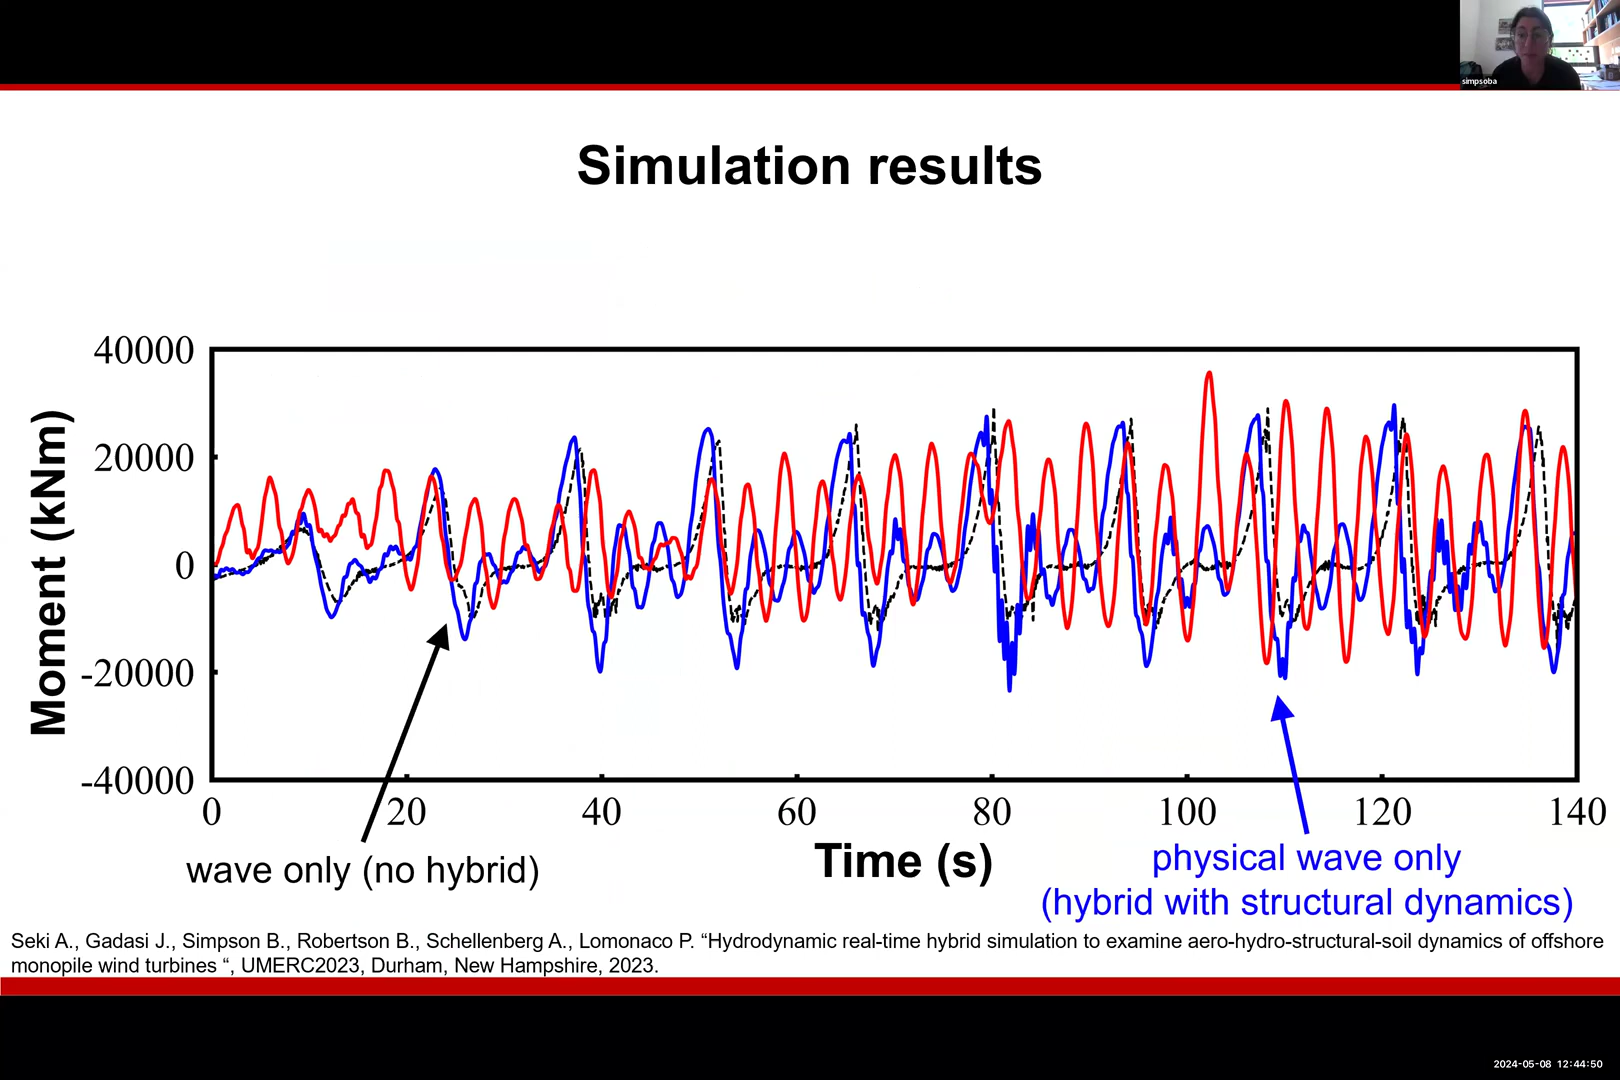 simpsoba
Simulation results
40000
20000
0
-20000
-40000
Moment (kNm)
0 20 40 60 80 100 120 140
Time (s)
wave only (no hybrid)
physical wave only
(hybrid with structural dynamics)
Seki A., Gadasi J., Simpson B., Robertson B., Schellenberg A., Lomonaco P. “Hydrodynamic real-time hybrid simulation to examine aero-hydro-structural-soil dynamics of offshore
monopile wind turbines “, UMERC2023, Durham, New Hampshire, 2023.
2024-05-08 12:44:50